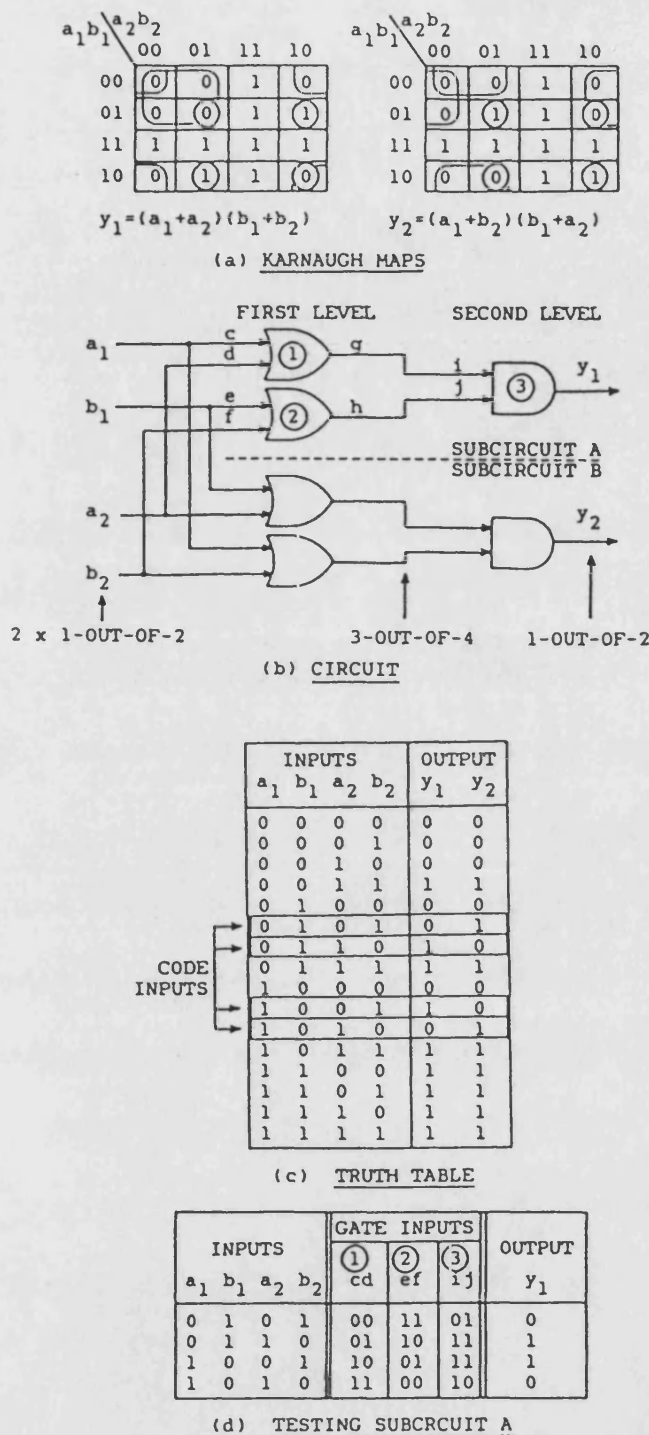 a1b1 a2b2 00 01 11 10
00 0 0 1 0
01 0 0 1 1
11 1 1 1 1
10 0 1 1 0
y1=(a1+a2)(b1+b2)
a1b1 a2b2 00 01 11 10
00 0 0 1 0
01 0 1 1 0
11 1 1 1 1
10 0 0 1 1
y2=(a1+b2)(b1+a2)
(a) KARNAUGH MAPS
FIRST LEVEL SECOND LEVEL
a1 c d 1 g i j 3 y1
b1 e f 2 h
SUBCIRCUIT A
SUBCIRCUIT B
a2 y2
b2
2 x 1-OUT-OF-2 3-OUT-OF-4 1-OUT-OF-2
(b) CIRCUIT
INPUTS OUTPUT
a1 b1 a2 b2 y1 y2
0 0 0 0 0 0
0 0 0 1 0 0
0 0 1 0 0 0
0 0 1 1 1 1
0 1 0 0 0 0
0 1 0 1 0 1
0 1 1 0 1 0
0 1 1 1 1 1
1 0 0 0 0 0
1 0 0 1 1 0
1 0 1 0 0 1
1 0 1 1 1 1
1 1 0 0 1 1
1 1 0 1 1 1
1 1 1 0 1 1
1 1 1 1 1 1
CODE
INPUTS
(c) TRUTH TABLE
GATE INPUTS
INPUTS 1 2 3 OUTPUT
a1 b1 a2 b2 cd ef ij y1
0 1 0 1 00 11 01 0
0 1 1 0 01 10 11 1
1 0 0 1 10 01 11 1
1 0 1 0 11 00 10 0
(d) TESTING SUBCRCUIT A